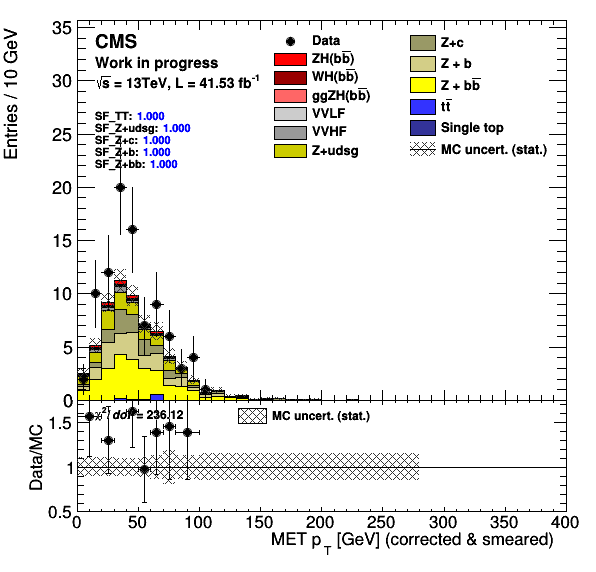 CMS
Work in progress
√s = 13TeV, L = 41.53 fb⁻¹
SF_TT: 1.000
SF_Z+udsg: 1.000
SF_Z+c: 1.000
SF_Z+b: 1.000
SF_Z+bb: 1.000
Data
ZH(bb̅)
WH(bb̅)
ggZH(bb̅)
VVLF
VVHF
Z+udsg
Z+c
Z + b
Z + bb̅
tt̅
Single top
MC uncert. (stat.)
Entries / 10 GeV
35
30
25
20
15
10
5
0
= 236.12
MC uncert. (stat.)
Data/MC
1.5
1
0.5
0 50 100 150 200 250 300 350 400
MET p_T [GeV] (corrected & smeared)